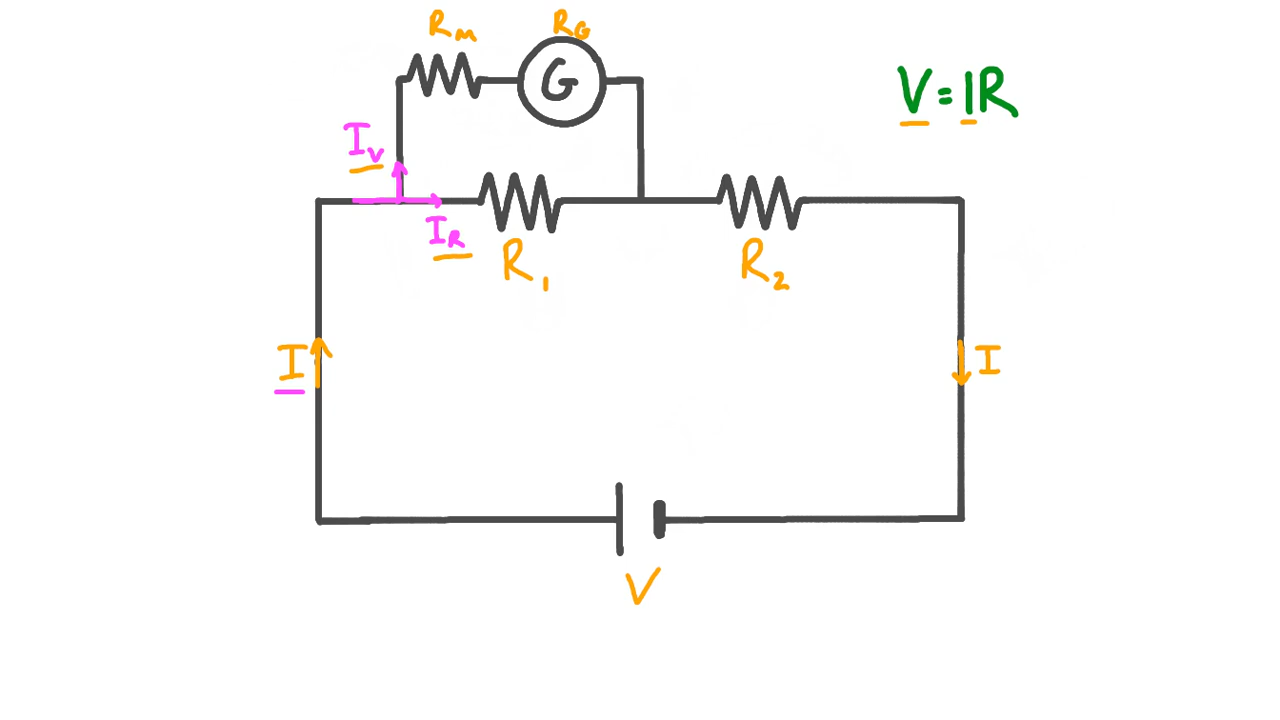 R_M
R_G
G
V = IR
I_V
I_R
R_1
R_2
I
I
V